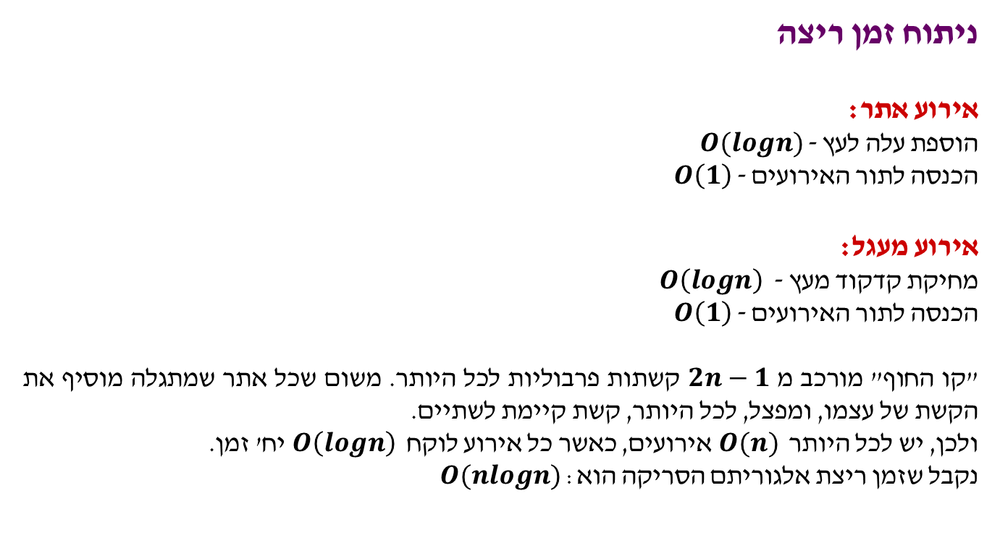 ניתוח זמן ריצה
אירוע אתר:
הוספת עלה לעץ - O(logn)
הכנסה לתור האירועים - O(1)
אירוע מעגל:
מחיקת קדקוד מעץ - O(logn)
הכנסה לתור האירועים - O(1)
"קו החוף" מורכב מ 2n − 1 קשתות פרבוליות לכל היותר. משום שכל אתר שמתגלה מוסיף את
הקשת של עצמו, ומפצל, לכל היותר, קשת קיימת לשתיים.
ולכן, יש לכל היותר O(n) אירועים, כאשר כל אירוע לוקח O(logn) יח' זמן.
נקבל שזמן ריצת אלגוריתם הסריקה הוא: O(nlogn)